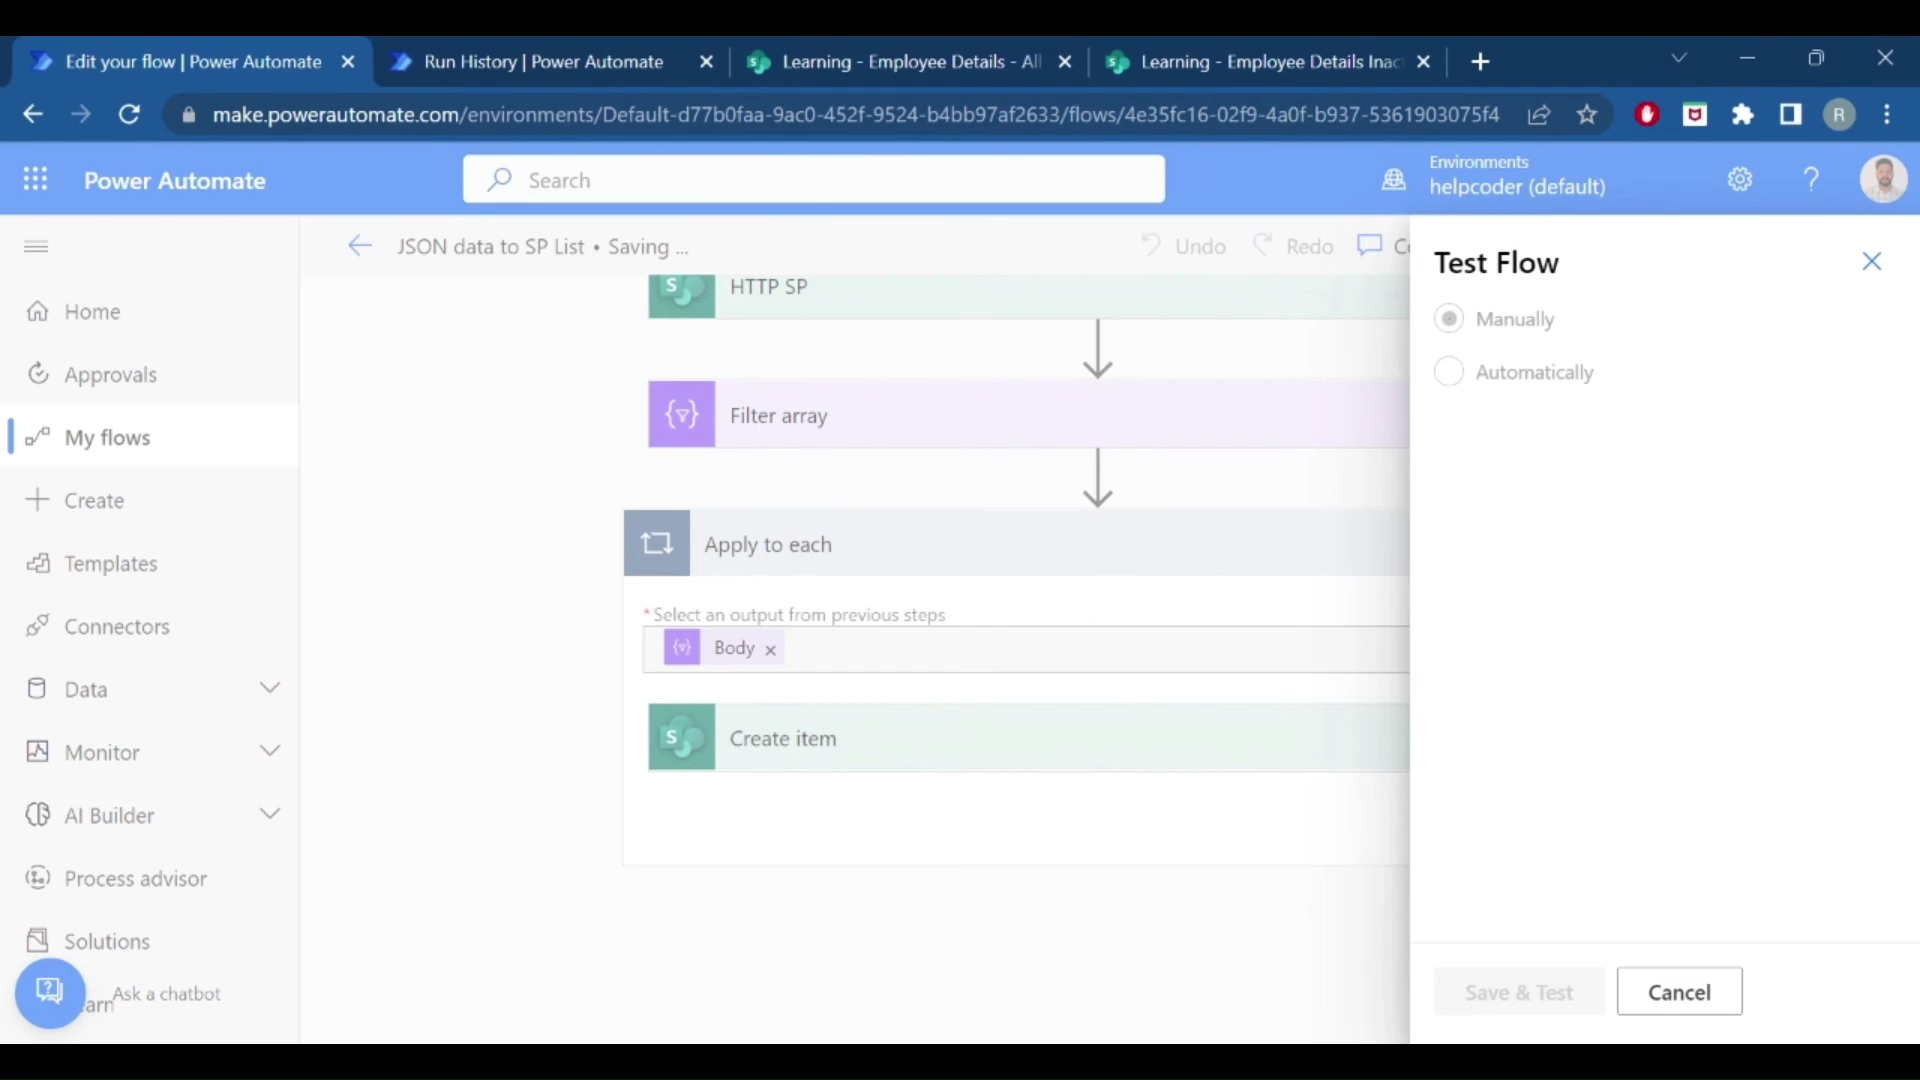 Edit your flow | Power Automate
Run History | Power Automate
Learning - Employee Details - All
Learning - Employee Details Inac
make.powerautomate.com/environments/Default-d77b0faa-9ac0-452f-9524-b4bb97af2633/flows/4e35fc16-02f9-4a0f-b937-5361903075f4
R
Power Automate
Search
Environments
helpcoder (default)
JSON data to SP List • Saving ...
Undo
Redo
Test Flow
Manually
Automatically
Save & Test
Cancel
Home
Approvals
My flows
Create
Templates
Connectors
Data
Monitor
AI Builder
Process advisor
Solutions
Ask a chatbot
HTTP SP
Filter array
Apply to each
* Select an output from previous steps
Body
Create item